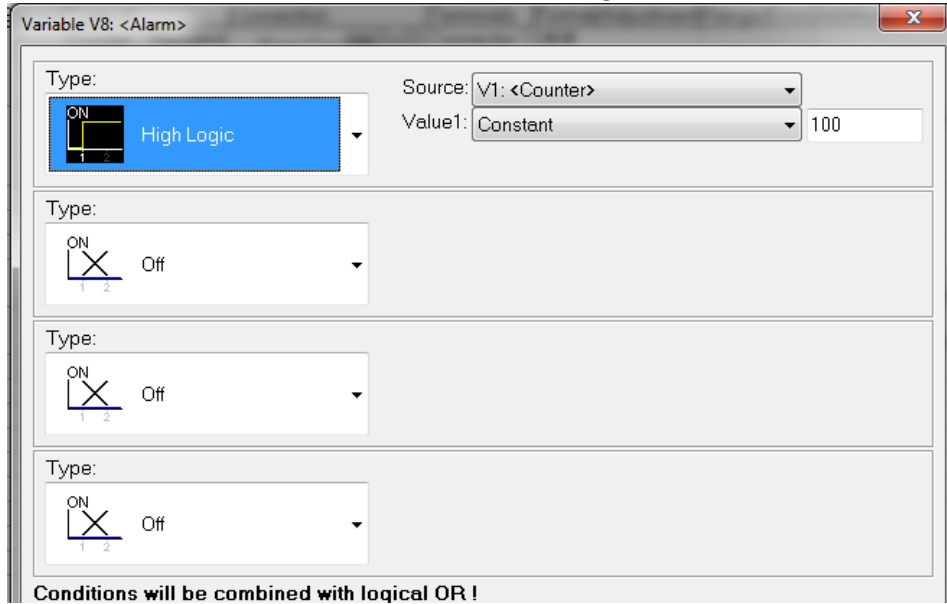 Variable V8: <Alarm>
Type:
Source: V1: <Counter>
ON
1 2
High Logic
Value1: Constant 100
Type:
ON
1 2
Off
Type:
ON
1 2
Off
Type:
ON
1 2
Off
Conditions will be combined with logical OR !